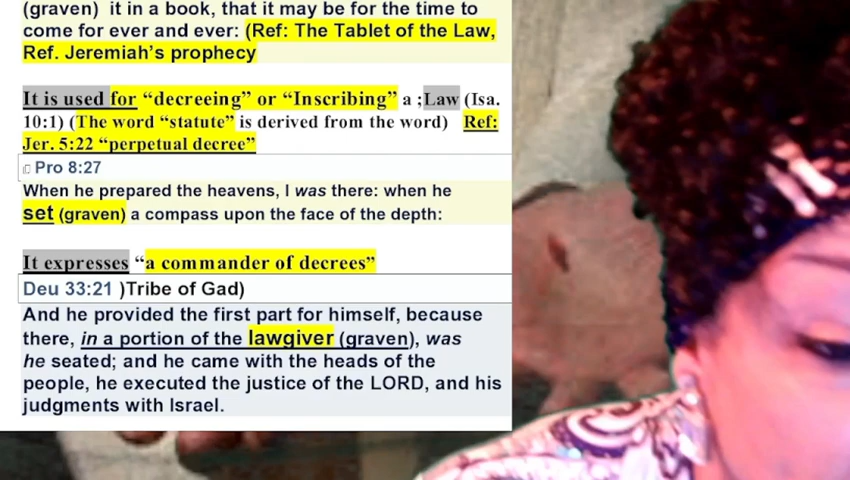 (graven) it in a book, that it may be for the time to
come for ever and ever: (Ref: The Tablet of the Law,
Ref. Jeremiah's prophecy
It is used for “decreeing” or “Inscribing” a ;Law (Isa.
10:1) (The word “statute” is derived from the word) Ref:
Jer. 5:22 “perpetual decree”
Pro 8:27
When he prepared the heavens, I was there: when he
set (graven) a compass upon the face of the depth:
It expresses “a commander of decrees”
Deu 33:21 )Tribe of Gad)
And he provided the first part for himself, because
there, in a portion of the lawgiver (graven), was
he seated; and he came with the heads of the
people, he executed the justice of the LORD, and his
judgments with Israel.